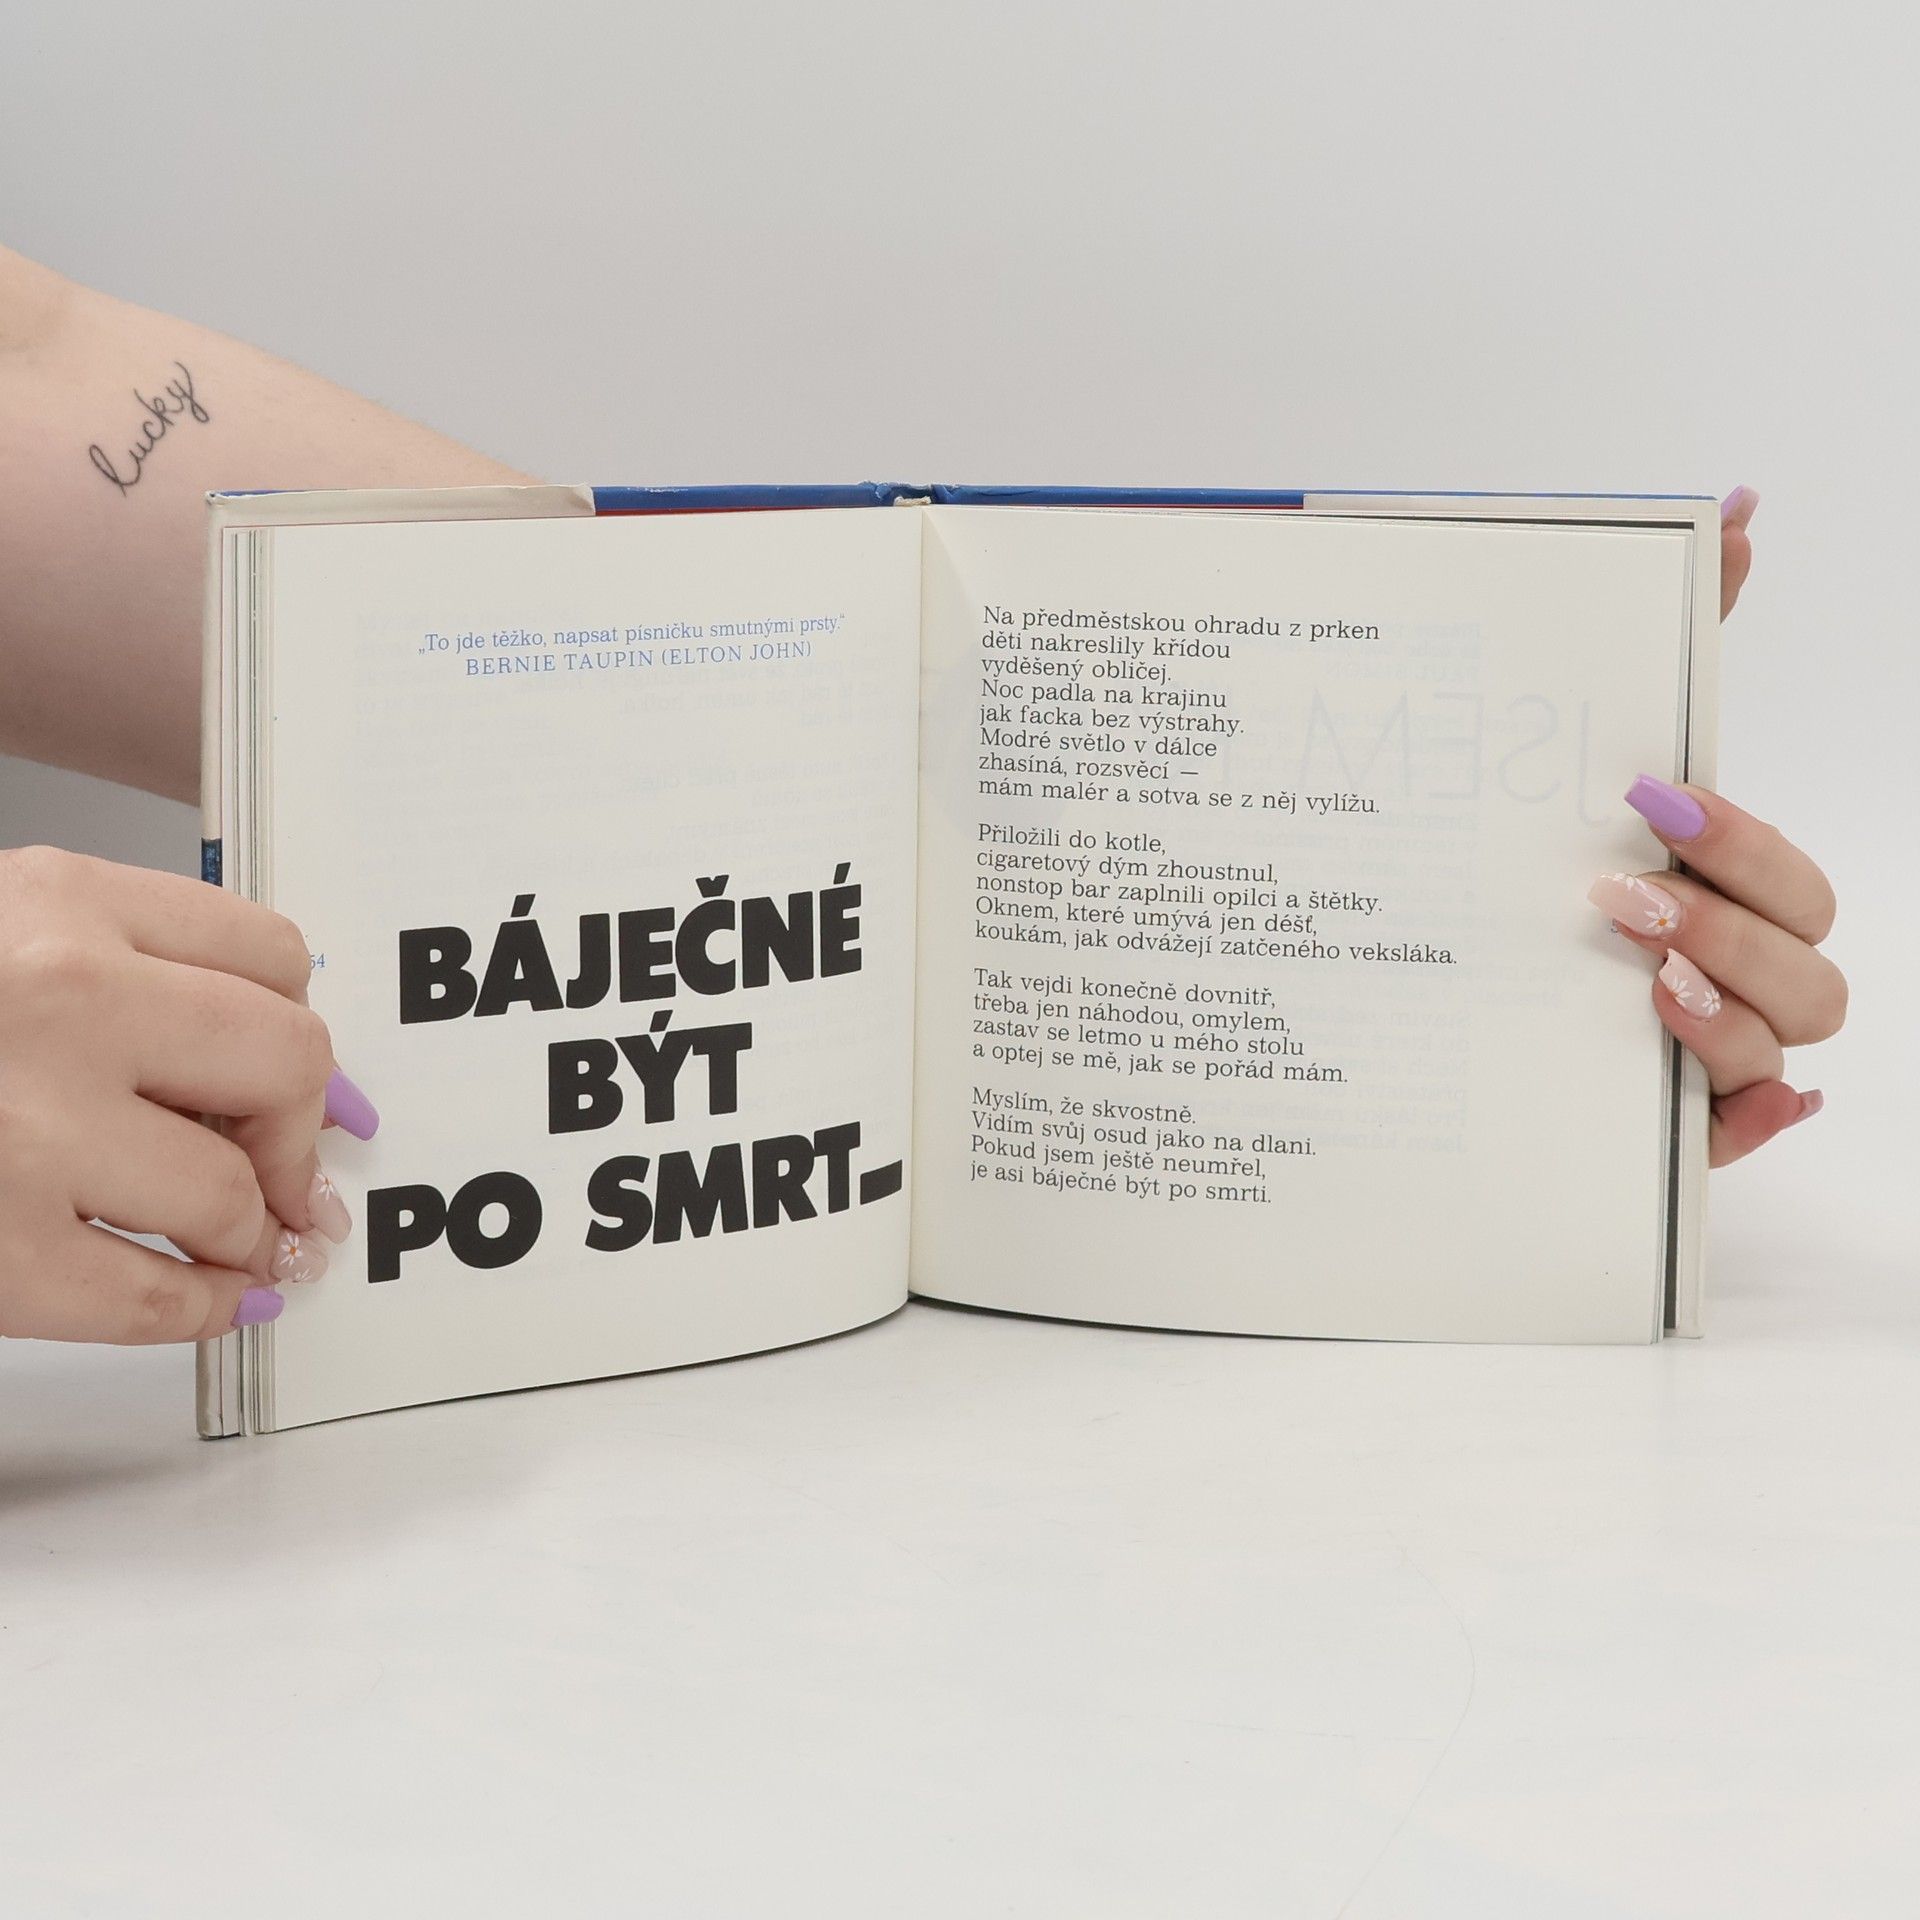 lucky
„To jde těžko, napsat písničku smutnými prsty.“
BERNIE TAUPIN (ELTON JOHN)
BÁJEČNÉ
BÝT
PO SMRT_
54
Na předměstskou ohradu z prken
děti nakreslily křídou
vyděšený obličej.
Noc padla na krajinu
jak facka bez výstrahy.
Modré světlo v dálce
zhasíná, rozsvěcí —
mám malér a sotva se z něj vylížu.
Přiložili do kotle,
cigaretový dým zhoustnul,
nonstop bar zaplnili opilci a štětky.
Oknem, které umývá jen déšť,
koukám, jak odvážejí zatčeného veksláka.
Tak vejdi konečně dovnitř,
třeba jen náhodou, omylem,
zastav se letmo u mého stolu
a optej se mě, jak se pořád mám.
Myslím, že skvostně.
Vidím svůj osud jako na dlani.
Pokud jsem ještě neumřel,
je asi báječné být po smrti.